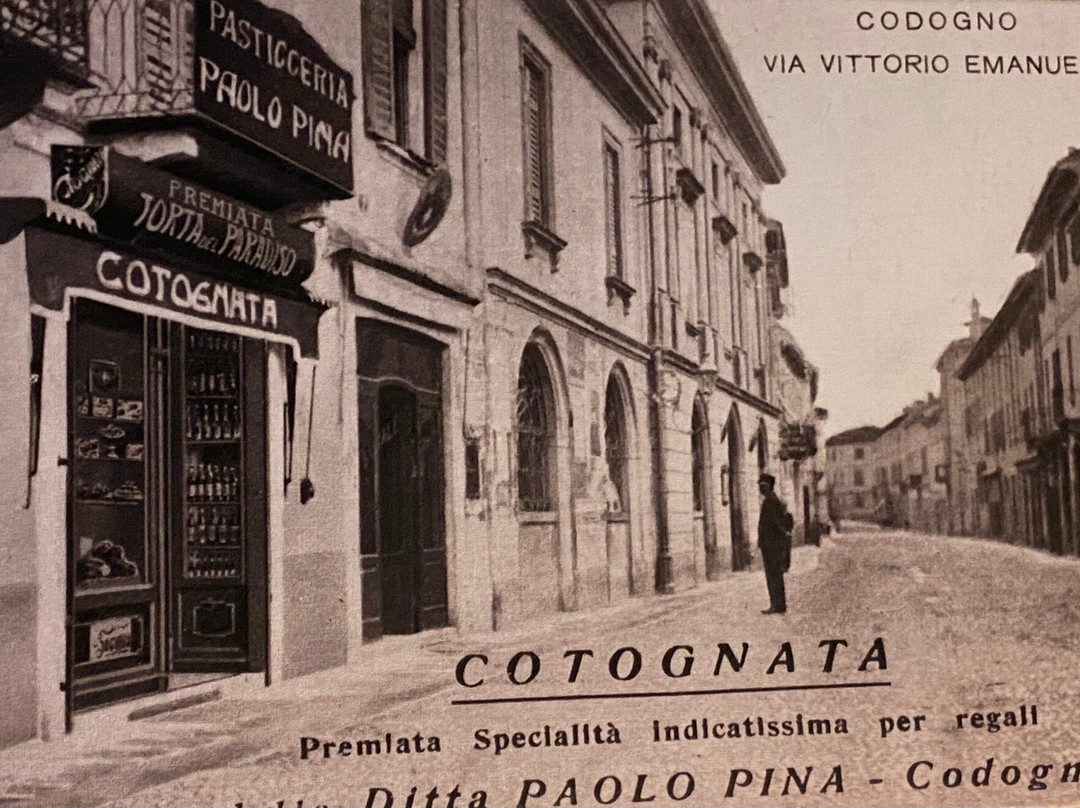 CODOGNO
VIA VITTORIO EMANUE
PASTICCERIA
PAOLO PINA
PREMIATA
TORTA DEL PARADISO
COTOGNATA
COTOGNATA
Premiata Specialità indicatissima per regali
Ditta PAOLO PINA - Codogn